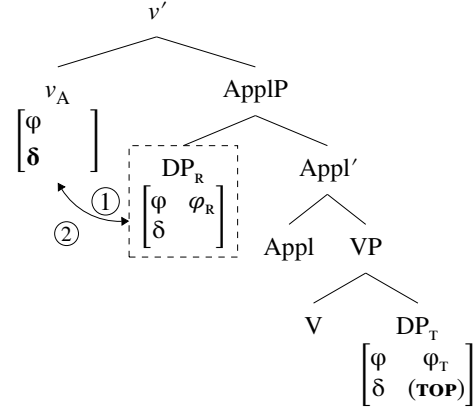 v′
v_A ApplP
[φ
δ]
DP_R Appl′
[φ φ_R
δ]
① ②
Appl VP
V DP_T
[φ φ_T
δ (TOP)]